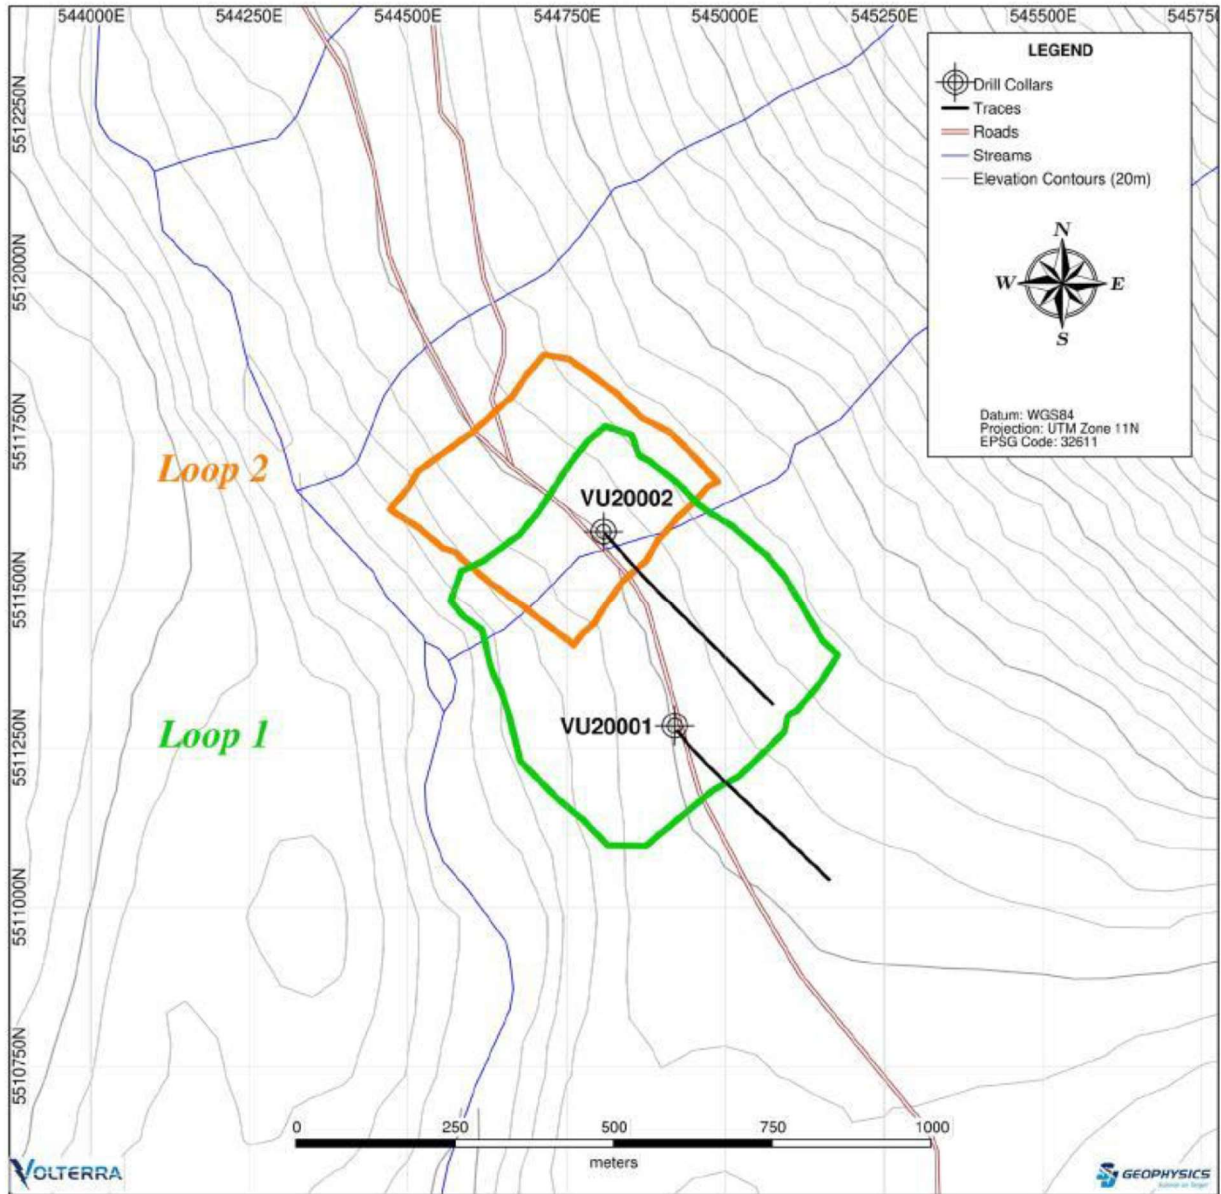 544000E 544250E 544500E 544750E 545000E 545250E 545500E 54575
5512250N
5512000N
5511750N
5511500N
5511250N
5511000N
5510750N
LEGEND
Drill Collars
Traces
Roads
Streams
Elevation Contours (20m)
N
W E
S
Datum: WGS84
Projection: UTM Zone 11N
EPSG Code: 32611
Loop 2
VU20002
Loop 1
VU20001
0 250 500 750 1000
meters
VOLTERRA
SJ GEOPHYSICS